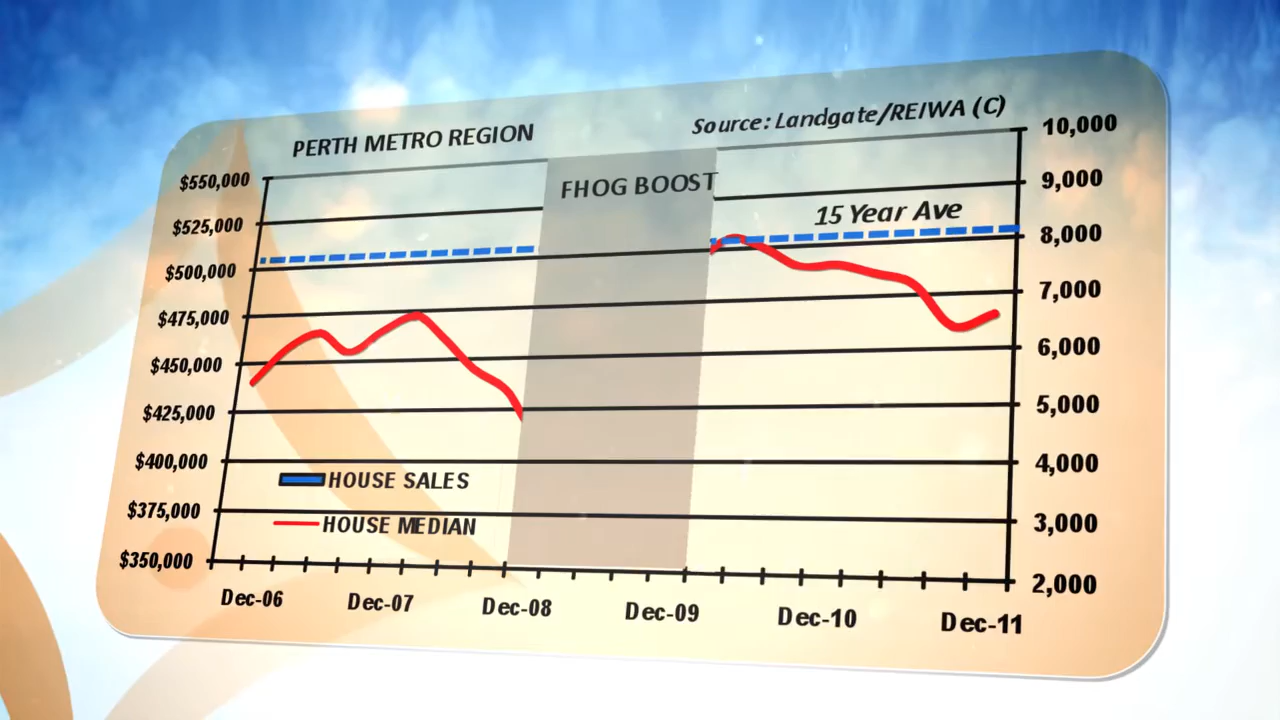 PERTH METRO REGION
Source: Landgate/REIWA (C)
FHOG BOOST
15 Year Ave
$550,000
$525,000
$500,000
$475,000
$450,000
$425,000
$400,000
$375,000
$350,000
10,000
9,000
8,000
7,000
6,000
5,000
4,000
3,000
2,000
HOUSE SALES
HOUSE MEDIAN
Dec-06 Dec-07 Dec-08 Dec-09 Dec-10 Dec-11